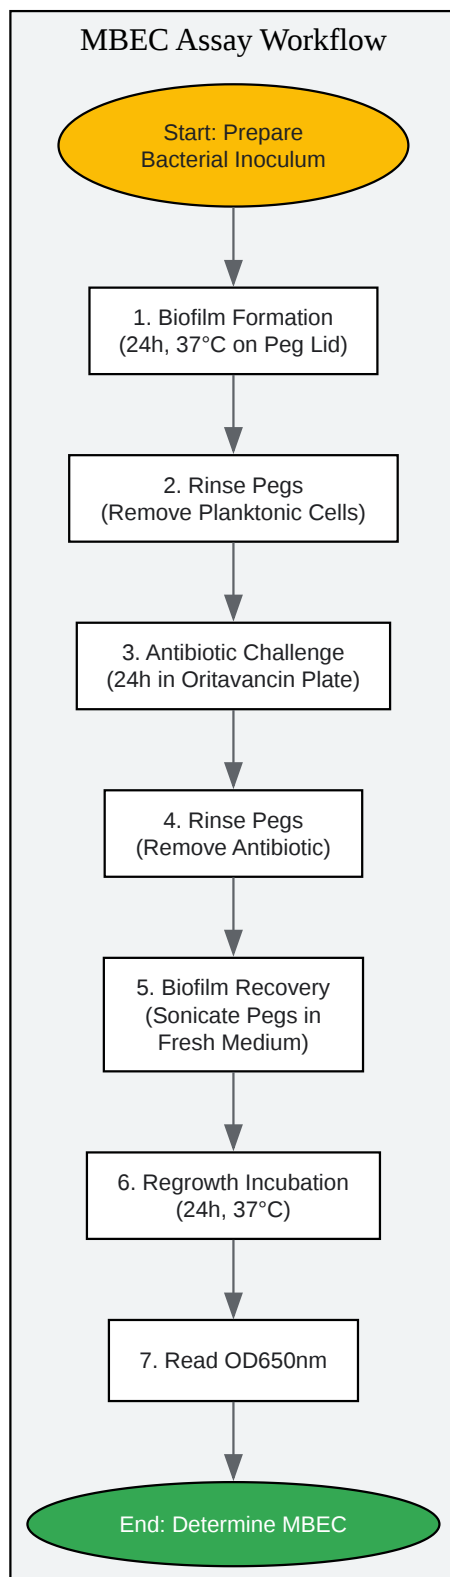 MBEC Assay Workflow
Start: Prepare
Bacterial Inoculum
1. Biofilm Formation
(24h, 37°C on Peg Lid)
2. Rinse Pegs
(Remove Planktonic Cells)
3. Antibiotic Challenge
(24h in Oritavancin Plate)
4. Rinse Pegs
(Remove Antibiotic)
5. Biofilm Recovery
(Sonicate Pegs in
Fresh Medium)
6. Regrowth Incubation
(24h, 37°C)
7. Read OD650nm
End: Determine MBEC